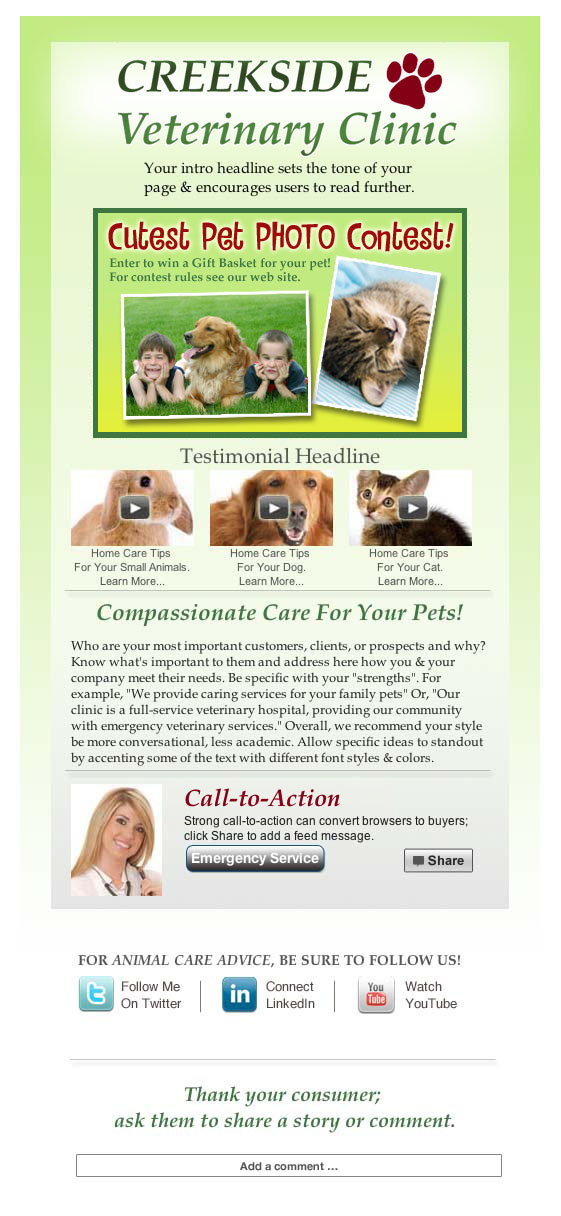 CREEKSIDE
Veterinary Clinic
Your intro headline sets the tone of your
page & encourages users to read further.
Cutest Pet PHOTO Contest!
Enter to win a Gift Basket for your pet!
For contest rules see our web site.
Testimonial Headline
Home Care Tips
For Your Small Animals.
Learn More...
Home Care Tips
For Your Dog.
Learn More...
Home Care Tips
For Your Cat.
Learn More...
Compassionate Care For Your Pets!
Who are your most important customers, clients, or prospects and why?
Know what's important to them and address here how you & your
company meet their needs. Be specific with your "strengths". For
example, "We provide caring services for your family pets" Or, "Our
clinic is a full-service veterinary hospital, providing our community
with emergency veterinary services." Overall, we recommend your style
be more conversational, less academic. Allow specific ideas to standout
by accenting some of the text with different font styles & colors.
Call-to-Action
Strong call-to-action can convert browsers to buyers;
click Share to add a feed message.
Emergency Service
Share
FOR ANIMAL CARE ADVICE, BE SURE TO FOLLOW US!
Follow Me
On Twitter
in
Connect
LinkedIn
You
Tube
Watch
YouTube
Thank your consumer;
ask them to share a story or comment.
Add a comment ...